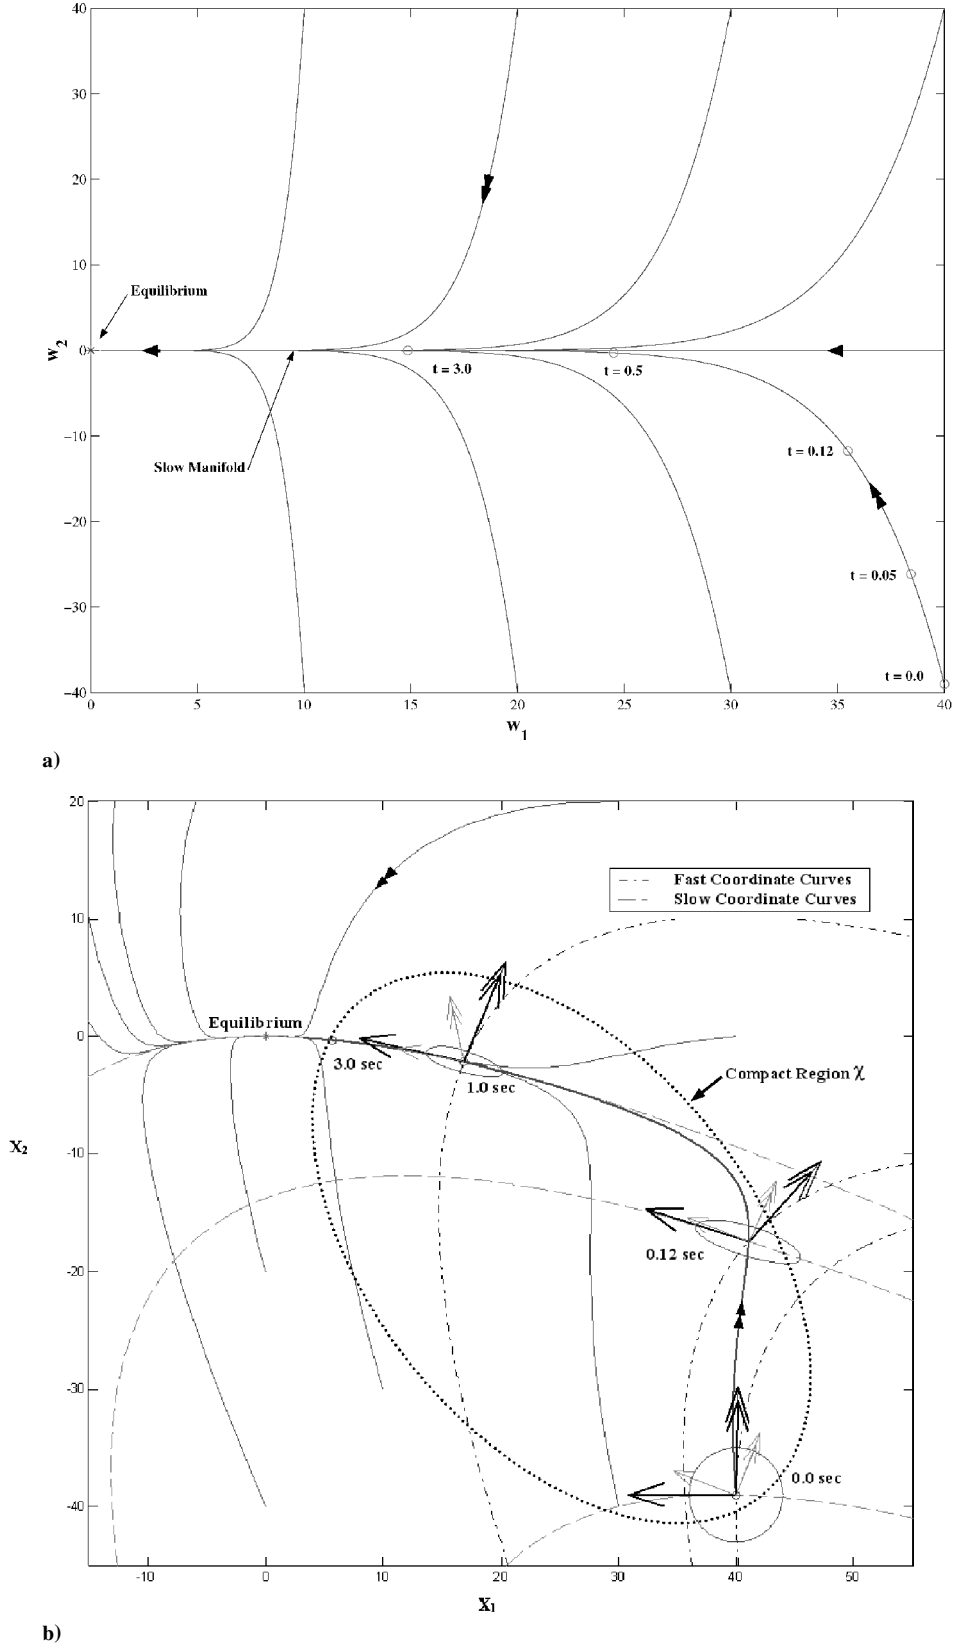 40
30
20
10
0
−10
−20
−30
−40
w2
Equilibrium
t = 3.0
t = 0.5
Slow Manifold
t = 0.12
t = 0.05
t = 0.0
0 5 10 15 20 25 30 35 40
w1
a)
20
10
0
-10
-20
-30
-40
X2
Fast Coordinate Curves
Slow Coordinate Curves
Equilibrium
3.0 sec
1.0 sec
Compact Region χ
0.12 sec
0.0 sec
-10 0 10 20 30 40 50
X1
b)